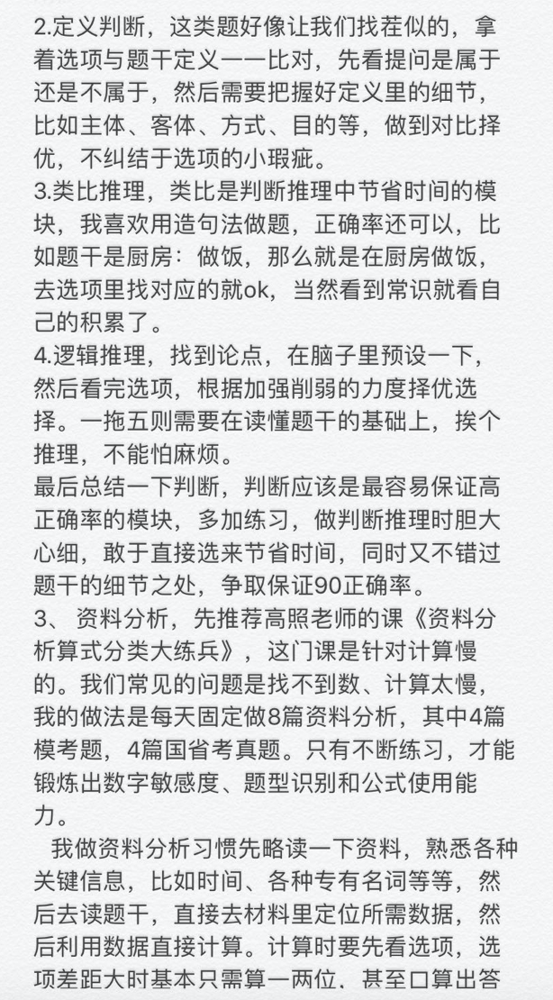 2.定义判断，这类题好像让我们找茬似的，拿
着选项与题干定义一一比对，先看提问是属于
还是不属于，然后需要把握好定义里的细节，
比如主体、客体、方式、目的等，做到对比择
优，不纠结于选项的小瑕疵。
3.类比推理，类比是判断推理中节省时间的模
块，我喜欢用造句法做题，正确率还可以，比
如题干是厨房：做饭，那么就是在厨房做饭，
去选项里找对应的就ok，当然看到常识就看自
己的积累了。
4.逻辑推理，找到论点，在脑子里预设一下，
然后看完选项，根据加强削弱的力度择优选
择。一拖五则需要在读懂题干的基础上，挨个
推理，不能怕麻烦。
最后总结一下判断，判断应该是最容易保证高
正确率的模块，多加练习，做判断推理时胆大
心细，敢于直接选来节省时间，同时又不错过
题干的细节之处，争取保证90正确率。
3、 资料分析，先推荐高照老师的课《资料分
析算式分类大练兵》，这门课是针对计算慢
的。我们常见的问题是找不到数、计算太慢，
我的做法是每天固定做8篇资料分析，其中4篇
模考题，4篇国省考真题。只有不断练习，才能
锻炼出数字敏感度、题型识别和公式使用能
力。
我做资料分析习惯先略读一下资料，熟悉各种
关键信息，比如时间、各种专有名词等等，然
后去读题干，直接去材料里定位所需数据，然
后利用数据直接计算。计算时要先看选项，选
项差距大时基本只需算一两位，甚至口算出答